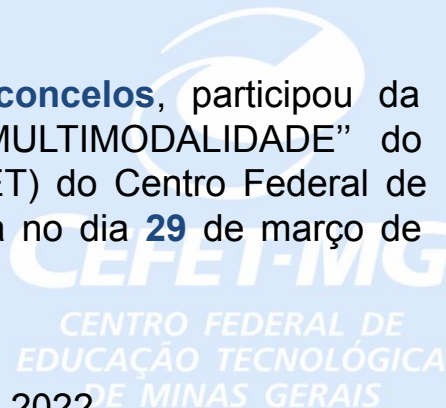 concelos, participou da
MULTIMODALIDADE” do
ET) do Centro Federal de
a no dia 29 de março de
CEFET-MG
CENTRO FEDERAL DE
EDUCAÇÃO TECNOLÓGICA
DE MINAS GERAIS
2022